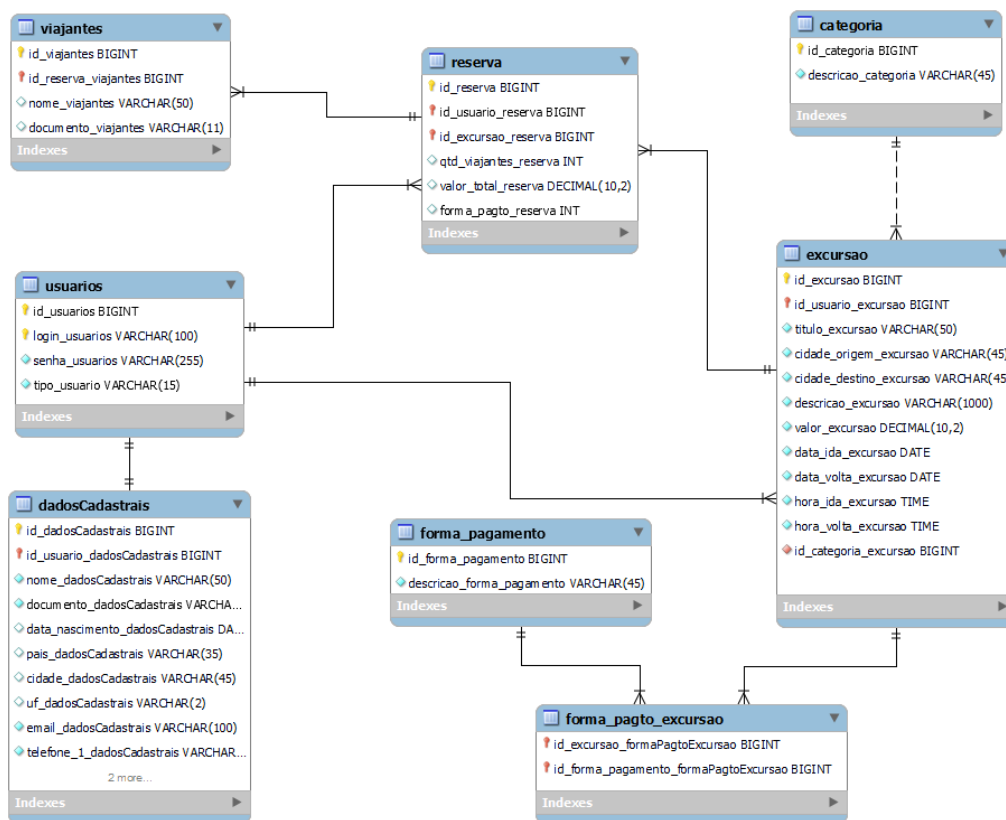 viajantes
id_viajantes BIGINT
id_reserva_viajantes BIGINT
nome_viajantes VARCHAR(50)
documento_viajantes VARCHAR(11)
Indexes
reserva
id_reserva BIGINT
id_usuario_reserva BIGINT
id_excursao_reserva BIGINT
qtd_viajantes_reserva INT
valor_total_reserva DECIMAL(10,2)
forma_pagto_reserva INT
Indexes
categoria
id_categoria BIGINT
descricao_categoria VARCHAR(45)
Indexes
usuarios
id_usuarios BIGINT
login_usuarios VARCHAR(100)
senha_usuarios VARCHAR(255)
tipo_usuario VARCHAR(15)
Indexes
excursao
id_excursao BIGINT
id_usuario_excursao BIGINT
titulo_excursao VARCHAR(50)
cidade_origem_excursao VARCHAR(45)
cidade_destino_excursao VARCHAR(45
descricao_excursao VARCHAR(1000)
valor_excursao DECIMAL(10,2)
data_ida_excursao DATE
data_volta_excursao DATE
hora_ida_excursao TIME
hora_volta_excursao TIME
id_categoria_excursao BIGINT
Indexes
dadosCadastrais
id_dadosCadastrais BIGINT
id_usuario_dadosCadastrais BIGINT
nome_dadosCadastrais VARCHAR(50)
documento_dadosCadastrais VARCHA...
data_nascimento_dadosCadastrais DA...
pais_dadosCadastrais VARCHAR(35)
cidade_dadosCadastrais VARCHAR(45)
uf_dadosCadastrais VARCHAR(2)
email_dadosCadastrais VARCHAR(100)
telefone_1_dadosCadastrais VARCHAR...
2 more...
Indexes
forma_pagamento
id_forma_pagamento BIGINT
descricao_forma_pagamento VARCHAR(45)
Indexes
forma_pagto_excursao
id_excursao_formaPagtoExcursao BIGINT
id_forma_pagamento_formaPagtoExcursao BIGINT
Indexes